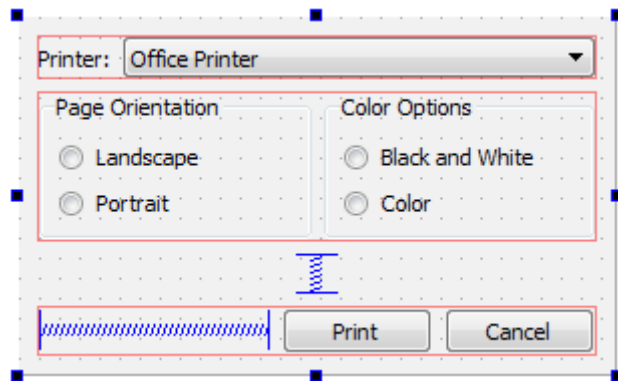 Printer: Office Printer
Page Orientation Color Options
Landscape Black and White
Portrait Color
Print Cancel